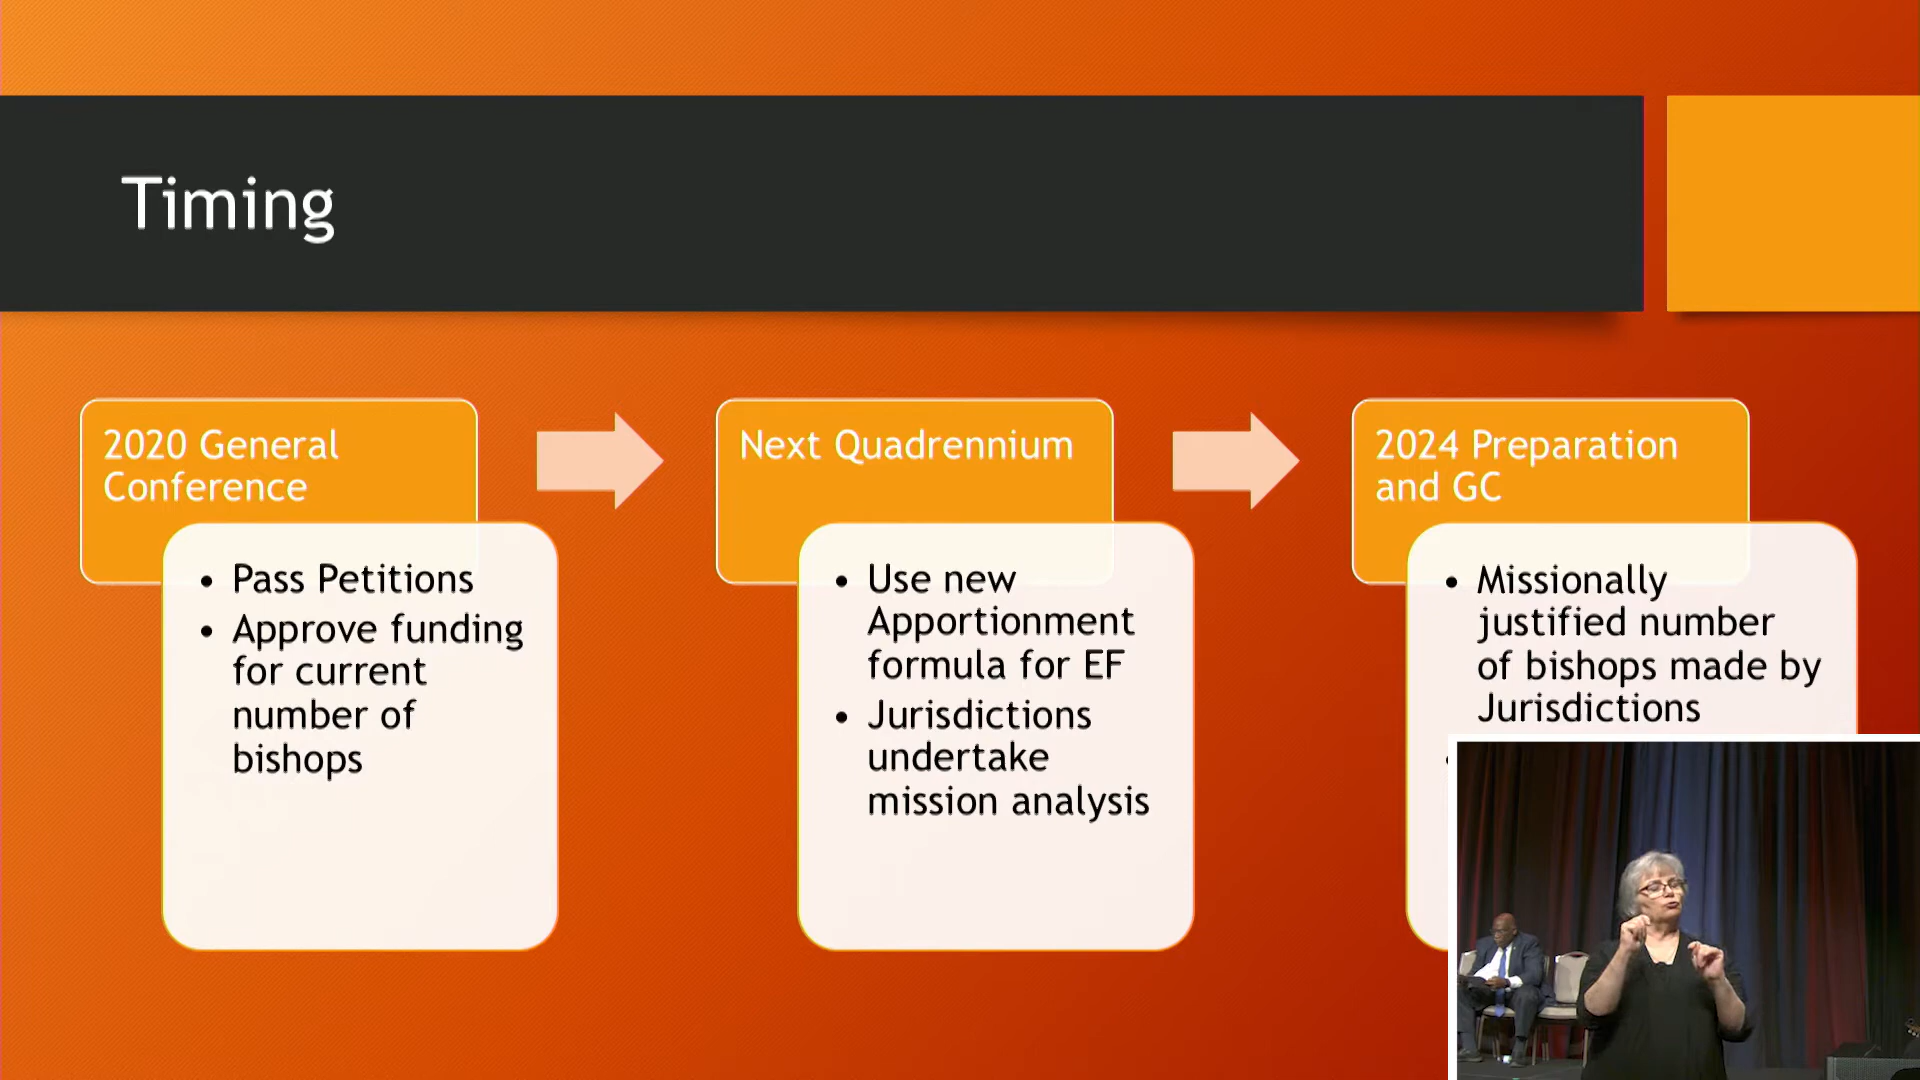 Timing
2020 General
Conference
• Pass Petitions
• Approve funding
for current
number of
bishops
Next Quadrennium
• Use new
Apportionment
formula for EF
• Jurisdictions
undertake
mission analysis
2024 Preparation
and GC
• Missionally
justified number
of bishops made by
Jurisdictions